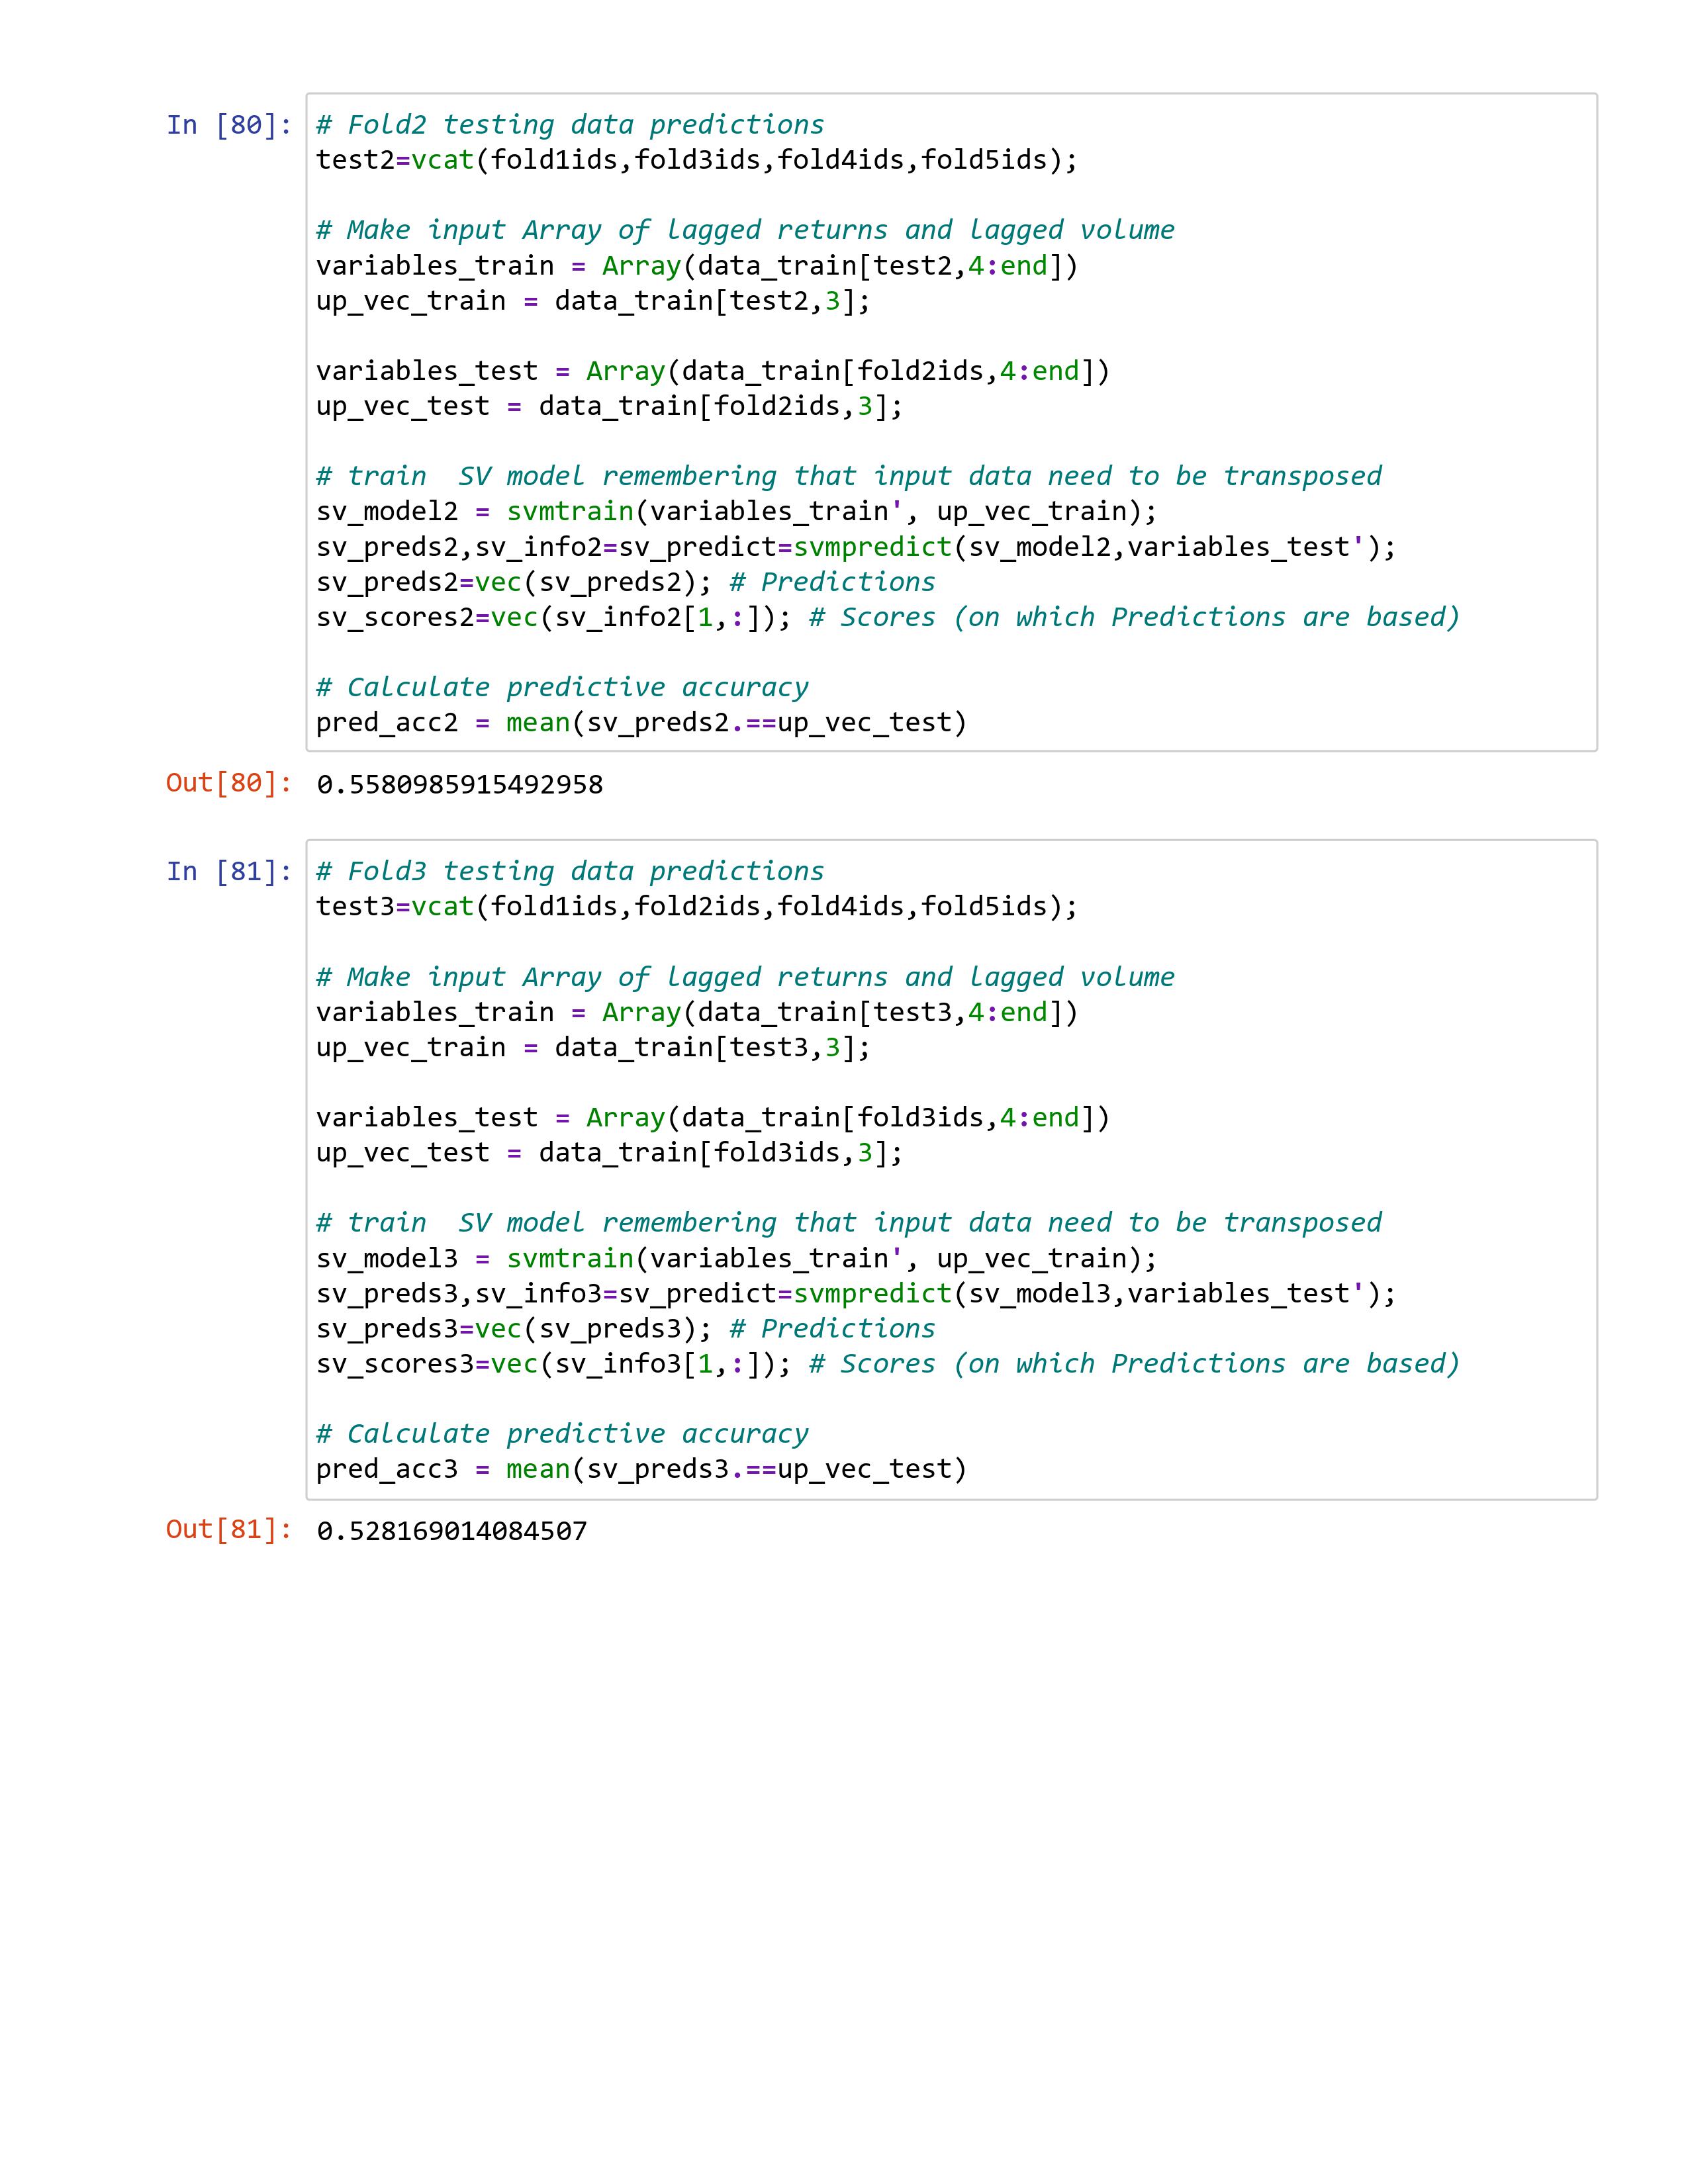 In [80]: # Fold2 testing data predictions
test2=vcat(fold1ids,fold3ids,fold4ids,fold5ids);
# Make input Array of lagged returns and lagged volume
variables_train = Array(data_train[test2,4:end])
up_vec_train = data_train[test2,3];
variables_test = Array(data_train[fold2ids,4:end])
up_vec_test = data_train[fold2ids,3];
# train  SV model remembering that input data need to be transposed
sv_model2 = svmtrain(variables_train', up_vec_train);
sv_preds2,sv_info2=sv_predict=svmpredict(sv_model2,variables_test');
sv_preds2=vec(sv_preds2); # Predictions
sv_scores2=vec(sv_info2[1,:]); # Scores (on which Predictions are based)
# Calculate predictive accuracy
pred_acc2 = mean(sv_preds2.==up_vec_test)
Out[80]: 0.5580985915492958
In [81]: # Fold3 testing data predictions
test3=vcat(fold1ids,fold2ids,fold4ids,fold5ids);
# Make input Array of lagged returns and lagged volume
variables_train = Array(data_train[test3,4:end])
up_vec_train = data_train[test3,3];
variables_test = Array(data_train[fold3ids,4:end])
up_vec_test = data_train[fold3ids,3];
# train  SV model remembering that input data need to be transposed
sv_model3 = svmtrain(variables_train', up_vec_train);
sv_preds3,sv_info3=sv_predict=svmpredict(sv_model3,variables_test');
sv_preds3=vec(sv_preds3); # Predictions
sv_scores3=vec(sv_info3[1,:]); # Scores (on which Predictions are based)
# Calculate predictive accuracy
pred_acc3 = mean(sv_preds3.==up_vec_test)
Out[81]: 0.528169014084507